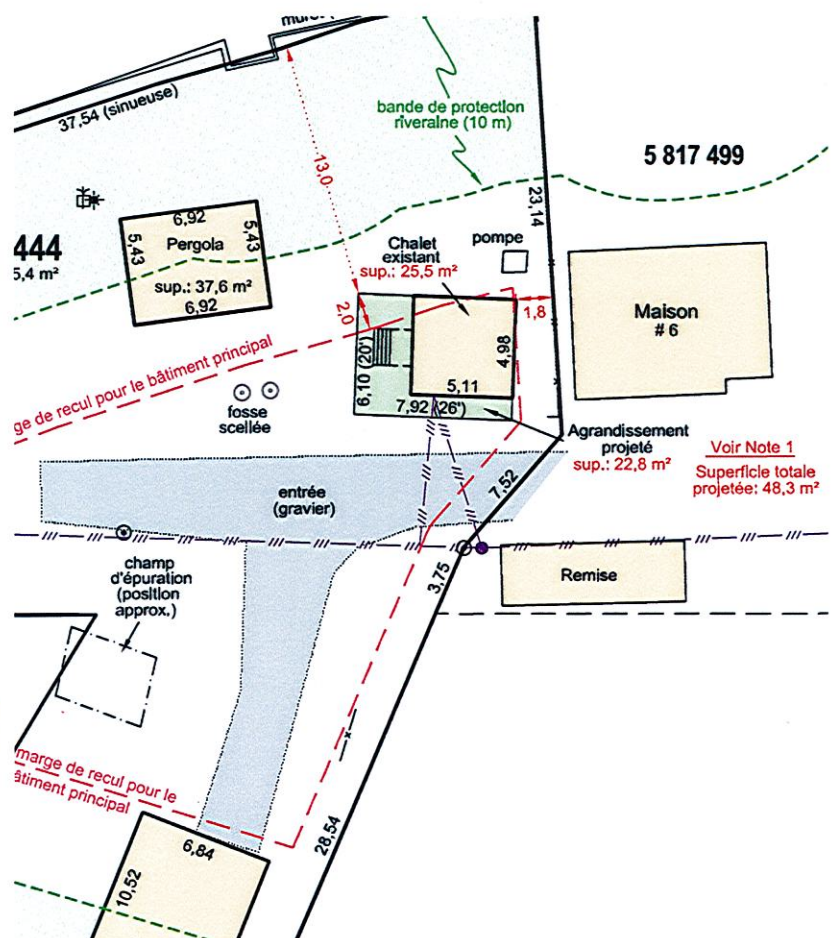 37,54 (sinueuse)
bande de protection
riveraine (10 m)
5 817 499
13,0
23,14
6,92
5,43
5,43
Pergola
sup.: 37,6 m²
6,92
444
5,4 m²
Chalet
existant
sup.: 25,5 m²
pompe
2,0
1,8
Maison
# 6
4,98
5,11
6,10 (20')
7,92 (26')
ge de recul pour le bâtiment principal
fosse
scellée
Agrandissement
projeté
sup.: 22,8 m²
Voir Note 1
Superficie totale
projetée: 48,3 m²
7,52
entrée
(gravier)
3,75
Remise
champ
d'épuration
(position
approx.)
marge de recul pour le
bâtiment principal
28,54
6,84
10,52